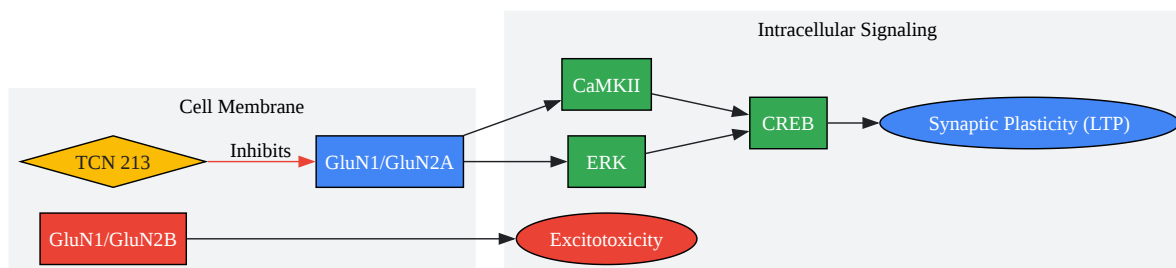 Intracellular Signaling
Cell Membrane
CaMKII
CREB
Synaptic Plasticity (LTP)
TCN 213
Inhibits
GluN1/GluN2A
ERK
GluN1/GluN2B
Excitotoxicity